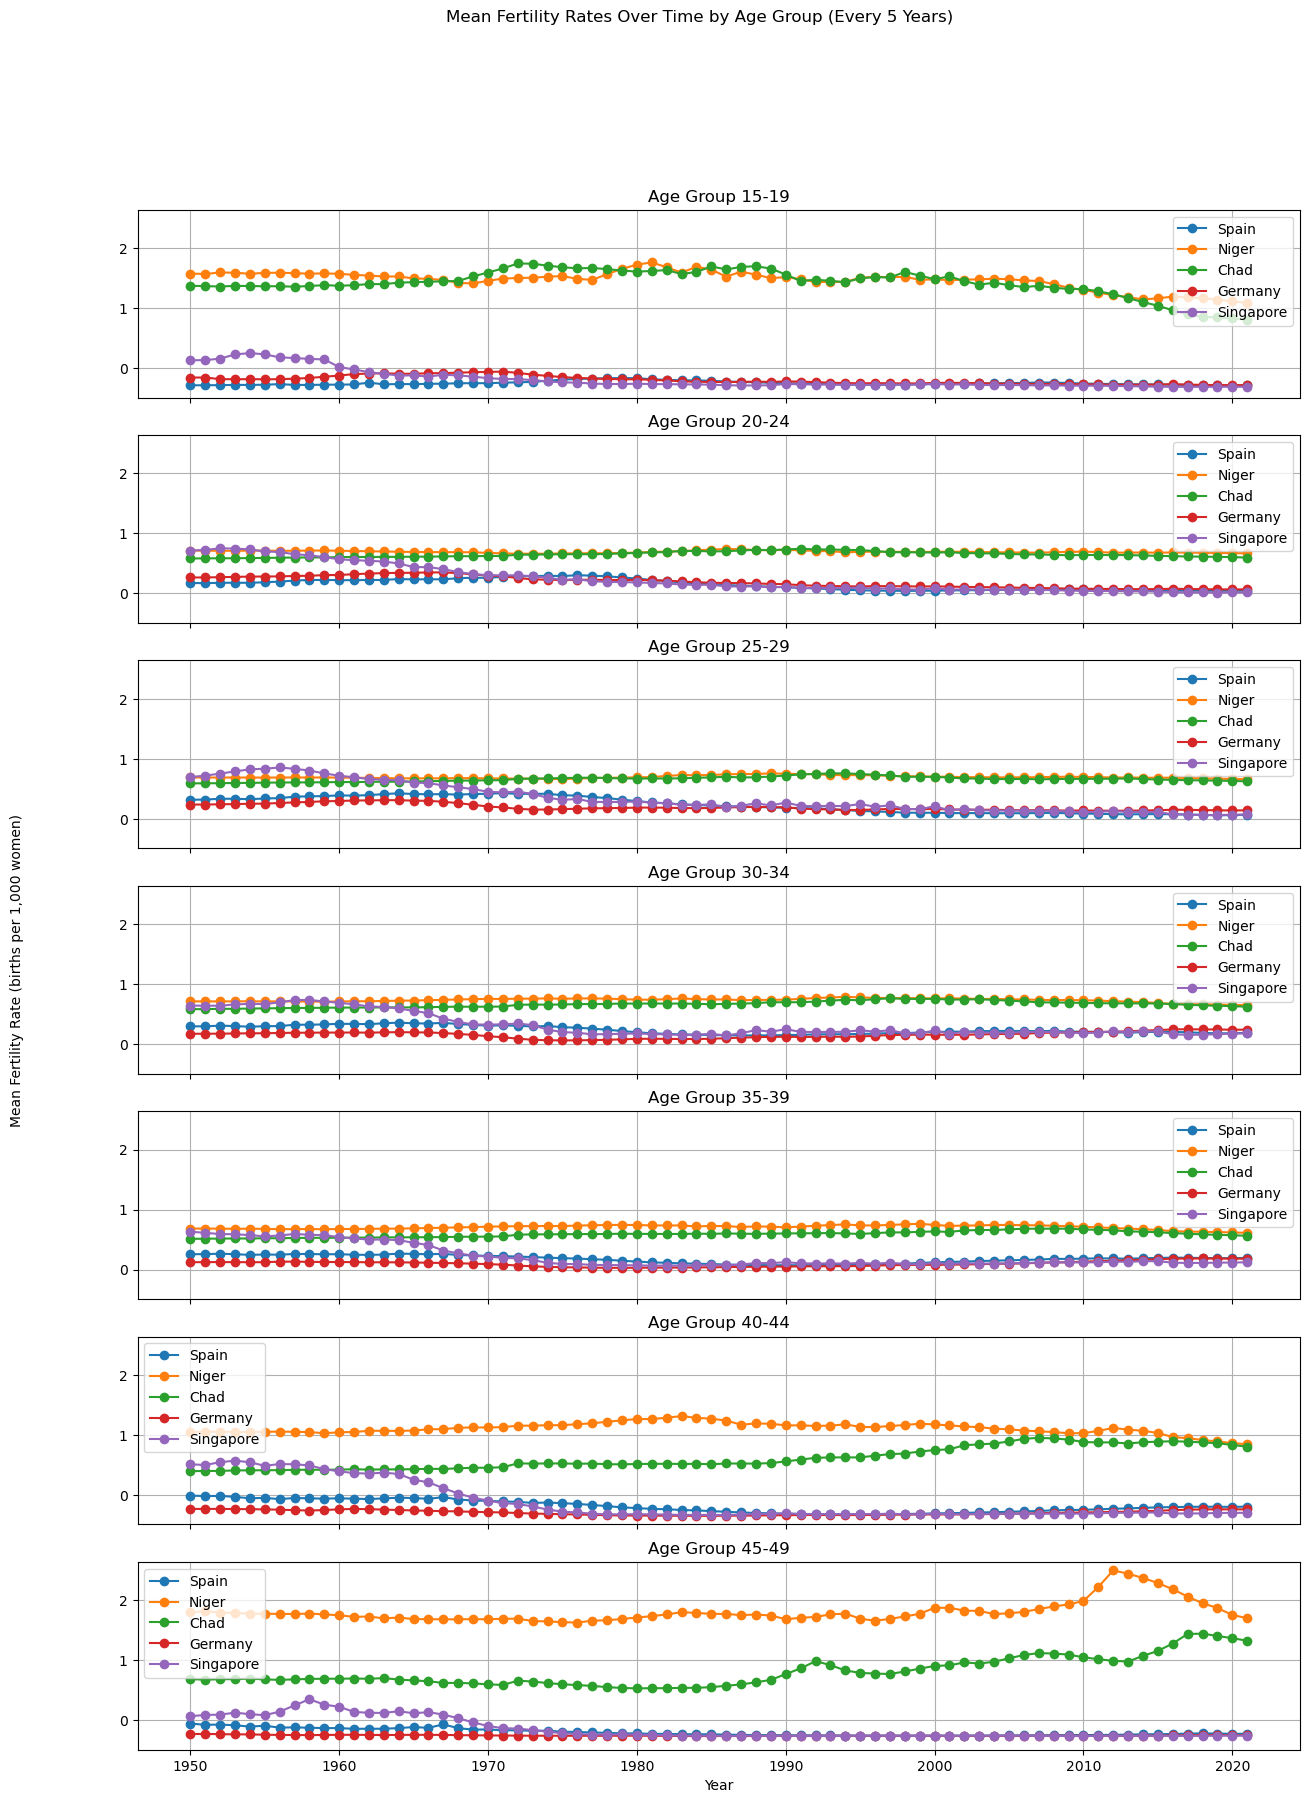 Mean Fertility Rates Over Time by Age Group (Every 5 Years)
Mean Fertility Rate (births per 1,000 women)
Age Group 15-19
2
1
0
Spain
Niger
Chad
Germany
Singapore
Age Group 20-24
2
1
0
Spain
Niger
Chad
Germany
Singapore
Age Group 25-29
2
1
0
Spain
Niger
Chad
Germany
Singapore
Age Group 30-34
2
1
0
Spain
Niger
Chad
Germany
Singapore
Age Group 35-39
2
1
0
Spain
Niger
Chad
Germany
Singapore
Age Group 40-44
2
1
0
Spain
Niger
Chad
Germany
Singapore
Age Group 45-49
2
1
0
Spain
Niger
Chad
Germany
Singapore
1950 1960 1970 1980 1990 2000 2010 2020
Year